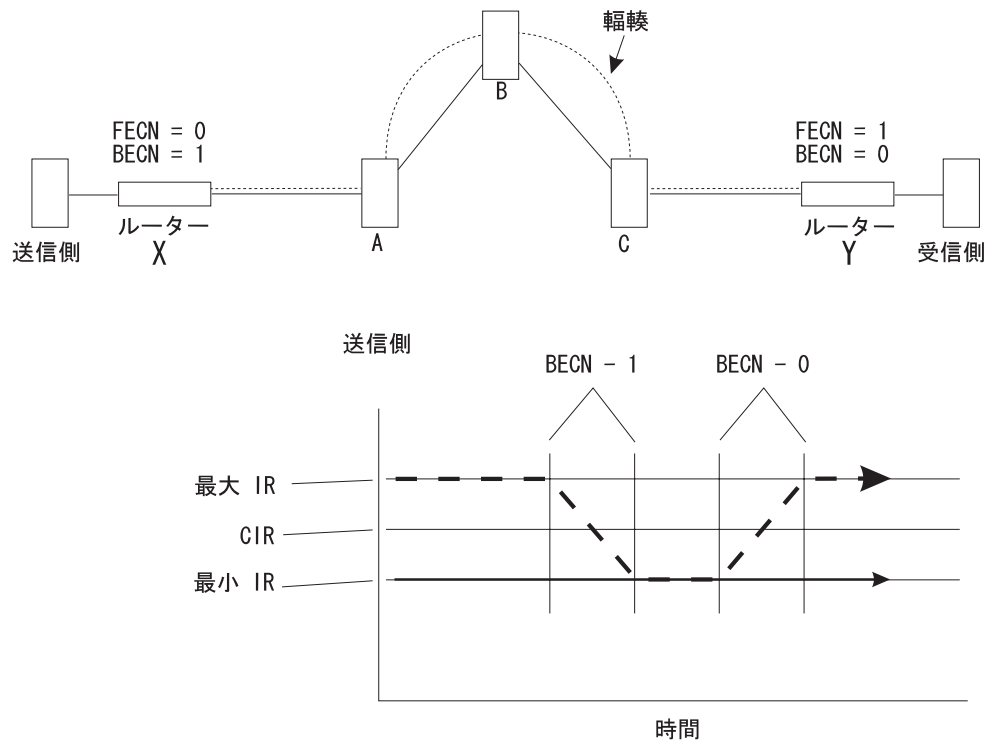 輻輳
B
FECN = 0
BECN = 1
FECN = 1
BECN = 0
送信側
ルーター
X
A
C
ルーター
Y
受信側
送信側
BECN - 1
BECN - 0
最大 IR
CIR
最小 IR
時間